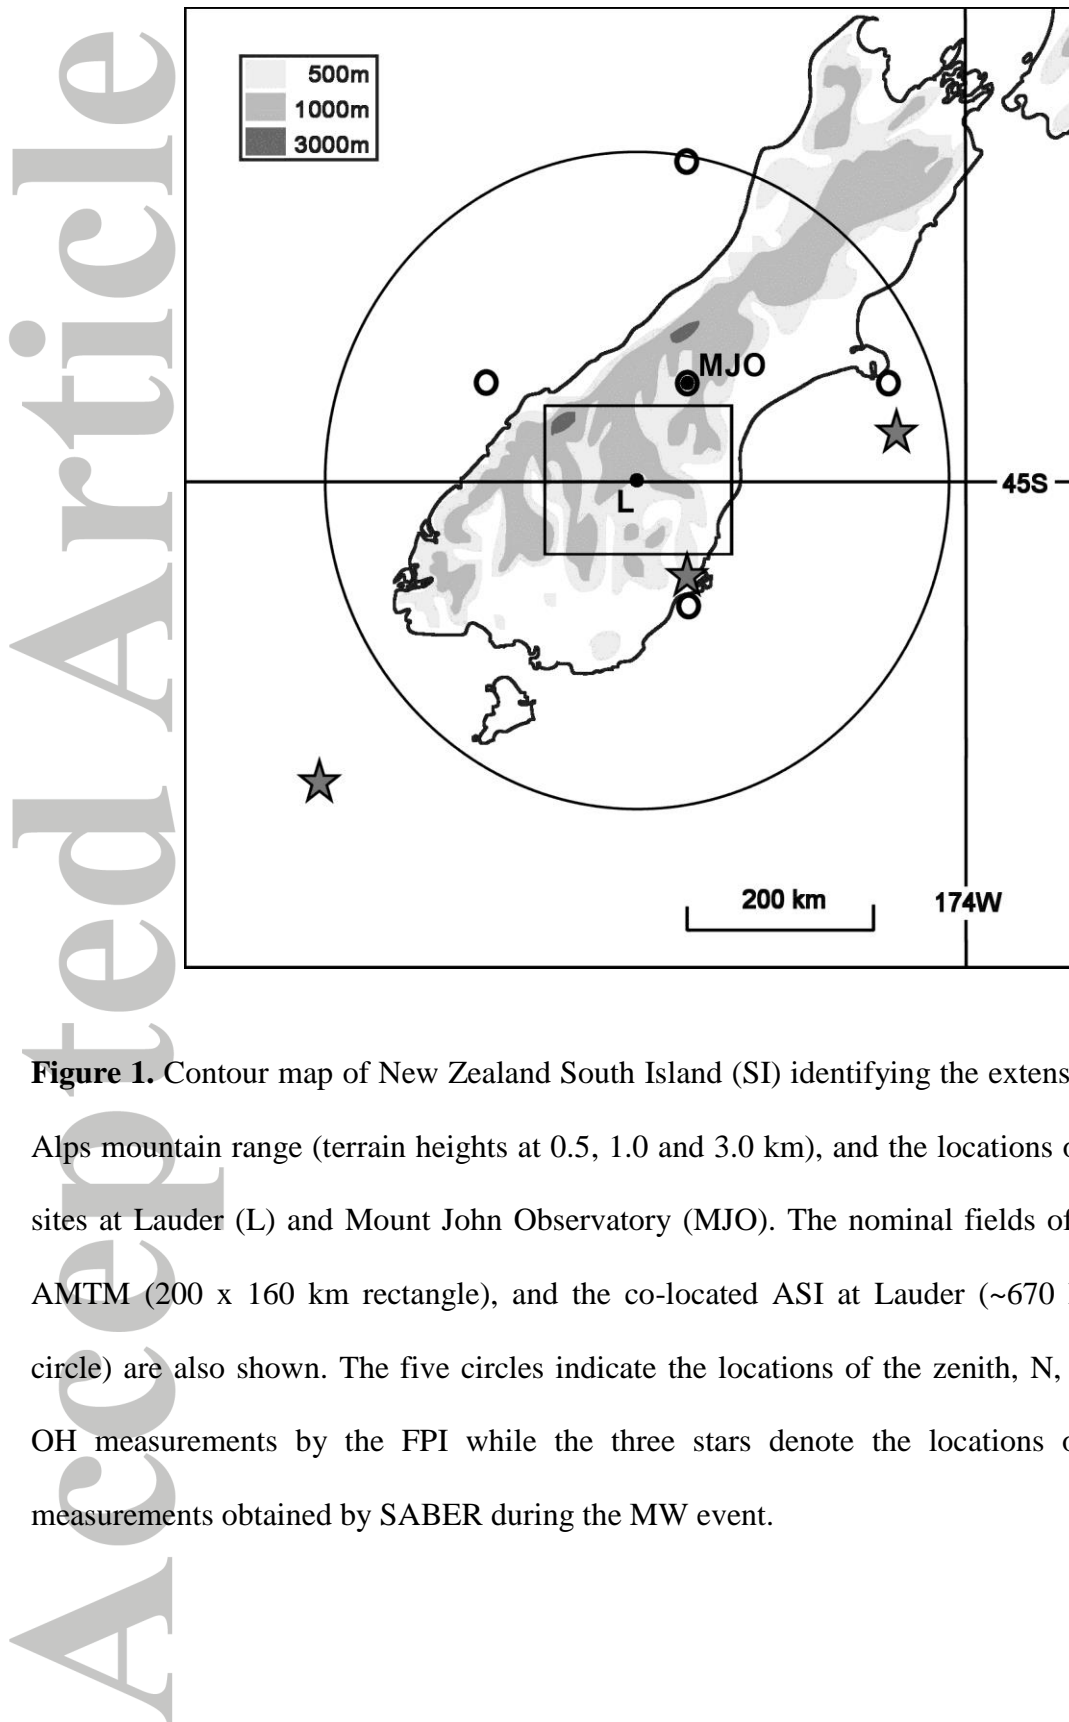 Accepted Article
500m
1000m
3000m
MJO
45S
L
200 km
174W
Figure 1. Contour map of New Zealand South Island (SI) identifying the extens
Alps mountain range (terrain heights at 0.5, 1.0 and 3.0 km), and the locations o
sites at Lauder (L) and Mount John Observatory (MJO). The nominal fields of
AMTM (200 x 160 km rectangle), and the co-located ASI at Lauder (~670
circle) are also shown. The five circles indicate the locations of the zenith, N,
OH measurements by the FPI while the three stars denote the locations o
measurements obtained by SABER during the MW event.